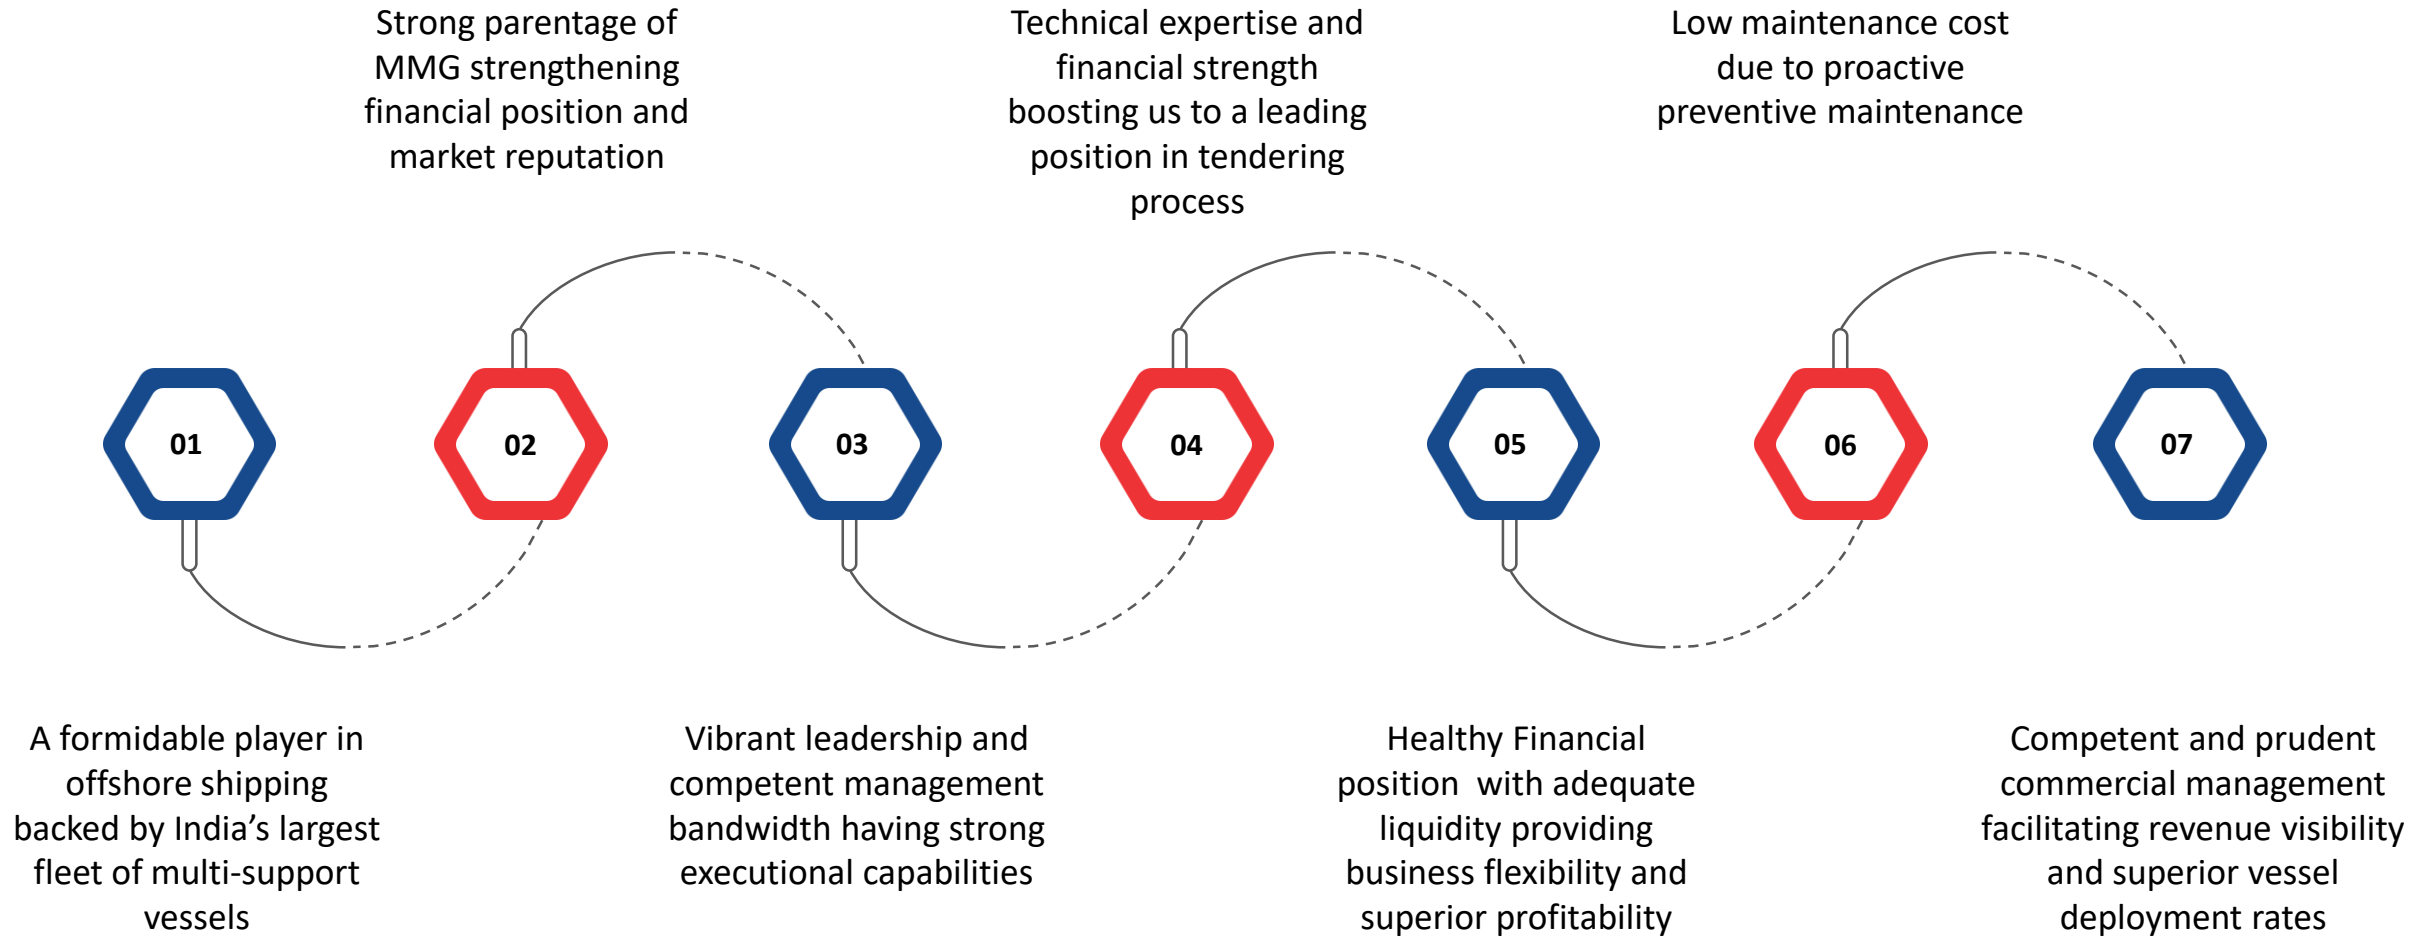 Strong parentage of
MMG strengthening
financial position and
market reputation
Technical expertise and
financial strength
boosting us to a leading
position in tendering
process
Low maintenance cost
due to proactive
preventive maintenance
01
02
03
04
05
06
07
A formidable player in
offshore shipping
backed by India’s largest
fleet of multi-support
vessels
Vibrant leadership and
competent management
bandwidth having strong
executional capabilities
Healthy Financial
position  with adequate
liquidity providing
business flexibility and
superior profitability
Competent and prudent
commercial management
facilitating revenue visibility
and superior vessel
deployment rates